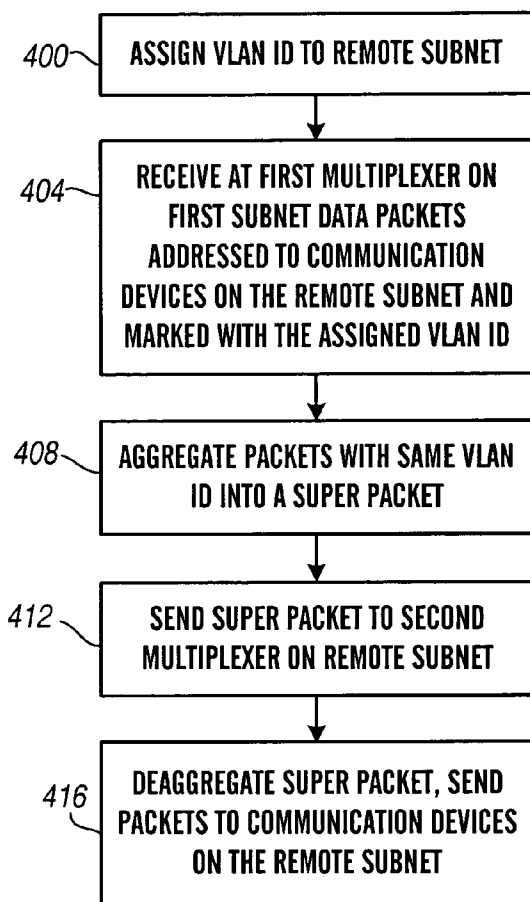 400
ASSIGN VLAN ID TO REMOTE SUBNET
404
RECEIVE AT FIRST MULTIPLEXER ON
FIRST SUBNET DATA PACKETS
ADDRESSED TO COMMUNICATION
DEVICES ON THE REMOTE SUBNET AND
MARKED WITH THE ASSIGNED VLAN ID
408
AGGREGATE PACKETS WITH SAME VLAN
ID INTO A SUPER PACKET
412
SEND SUPER PACKET TO SECOND
MULTIPLEXER ON REMOTE SUBNET
416
DEAGGREGATE SUPER PACKET, SEND
PACKETS TO COMMUNICATION DEVICES
ON THE REMOTE SUBNET